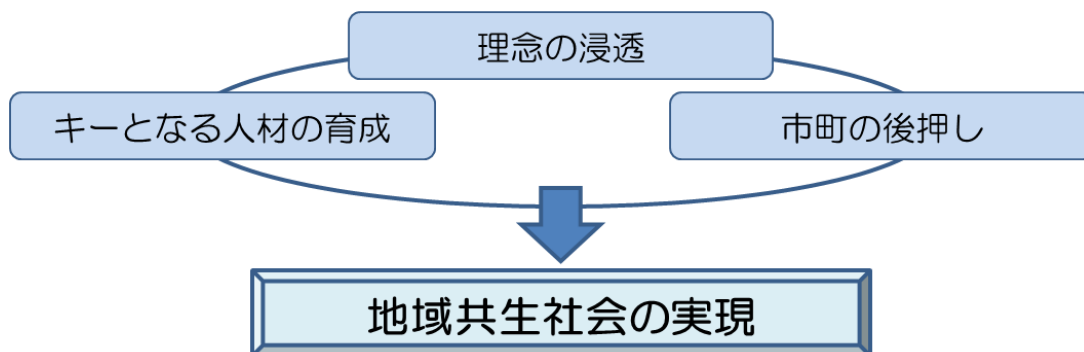 理念の浸透
キーとなる人材の育成
市町の後押し
地域共生社会の実現